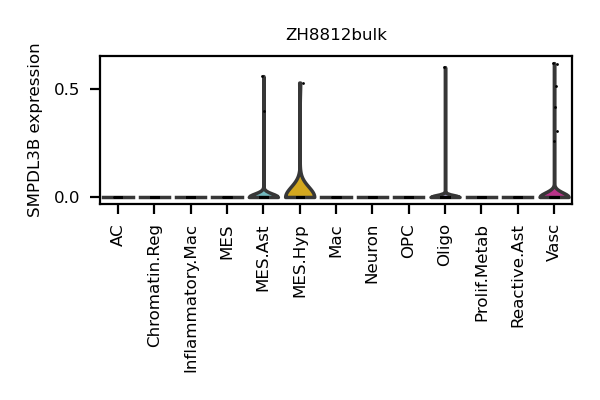 ZH8812bulk
SMPDL3B expression
0.5
0.0
AC
Chromatin.Reg
Inflammatory.Mac
MES
MES.Ast
MES.Hyp
Mac
Neuron
OPC
Oligo
Prolif.Metab
Reactive.Ast
Vasc